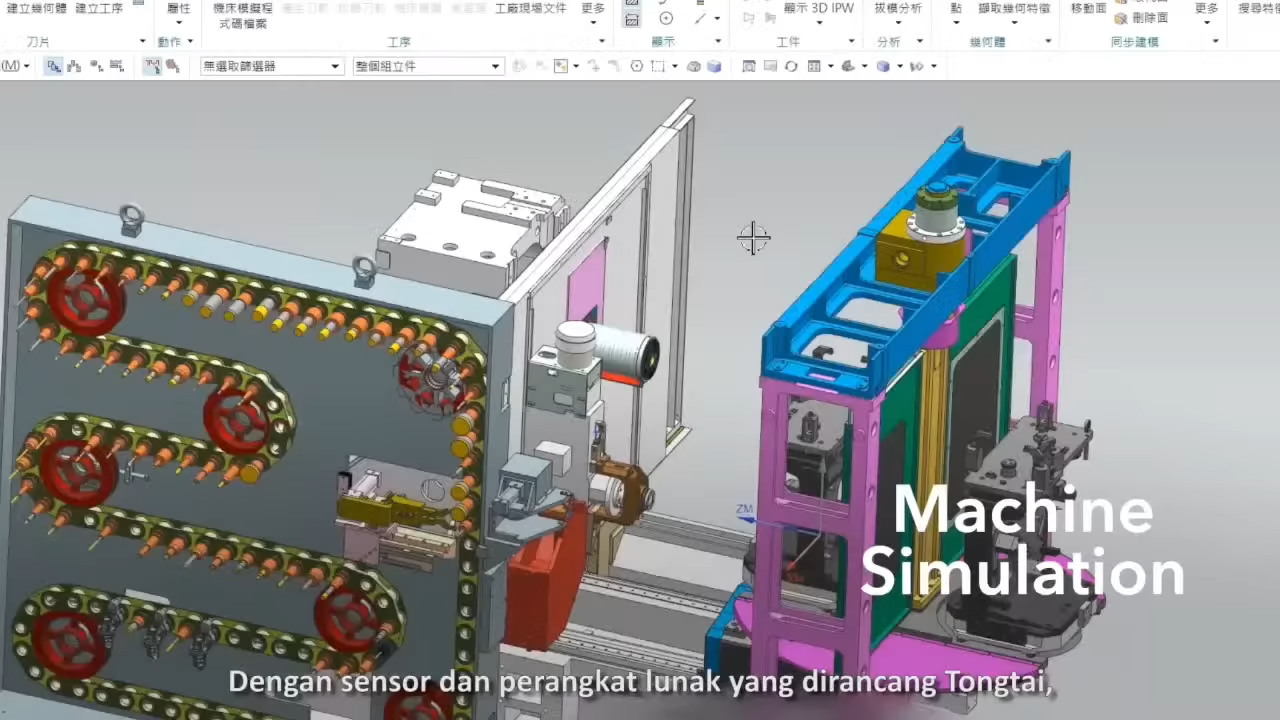 建立幾何體 建立工序
屬性
機床模擬程
式碼檔案
工廠現場文件
更多
顯示 3D IPW
拔模分析
點
擷取幾何特徵
移動面
刪除面
更多
搜尋特
刀片
動作
工序
顯示
工件
分析
幾何體
同步建模
(M)
無選取篩選器
整個組立件
ZM
Machine
Simulation
Dengan sensor dan perangkat lunak yang dirancang Tongtai,